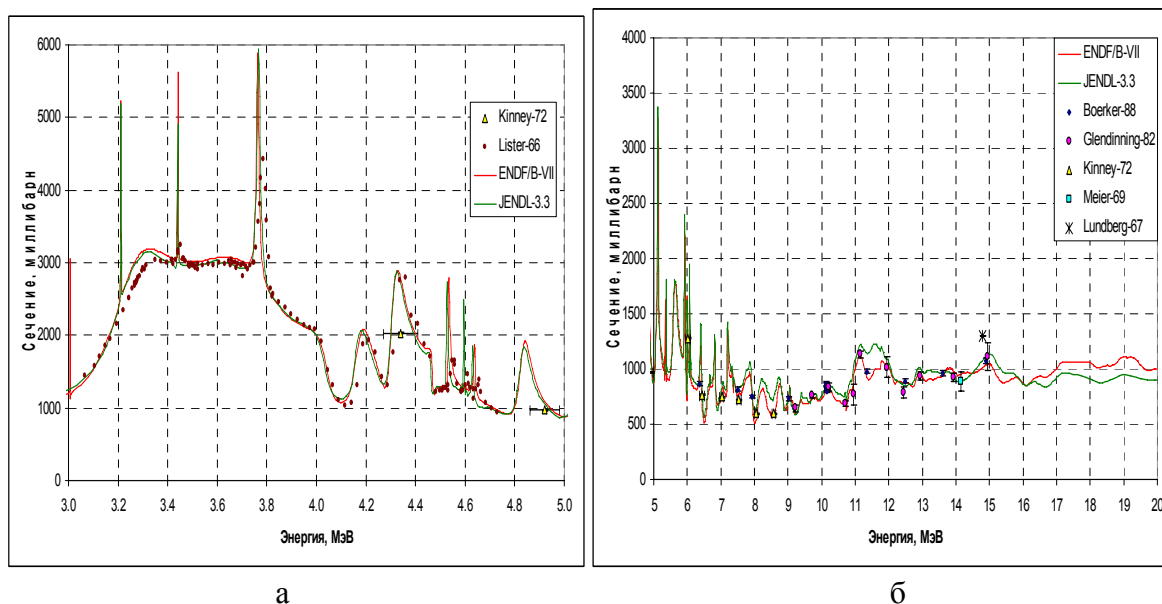 6000
5000
4000
3000
2000
1000
0
Сечение, миллибарн
3.0 3.2 3.4 3.6 3.8 4.0 4.2 4.4 4.6 4.8 5.0
Энергия, МэВ
Kinney-72
Lister-66
ENDF/B-VII
JENDL-3.3
а
4000
3500
3000
2500
2000
1500
1000
500
0
Сечение, миллибарн
5 6 7 8 9 10 11 12 13 14 15 16 17 18 19 20
Энергия, МэВ
ENDF/B-VII
JENDL-3.3
Boerker-88
Glendinning-82
Kinney-72
Meier-69
Lundberg-67
б